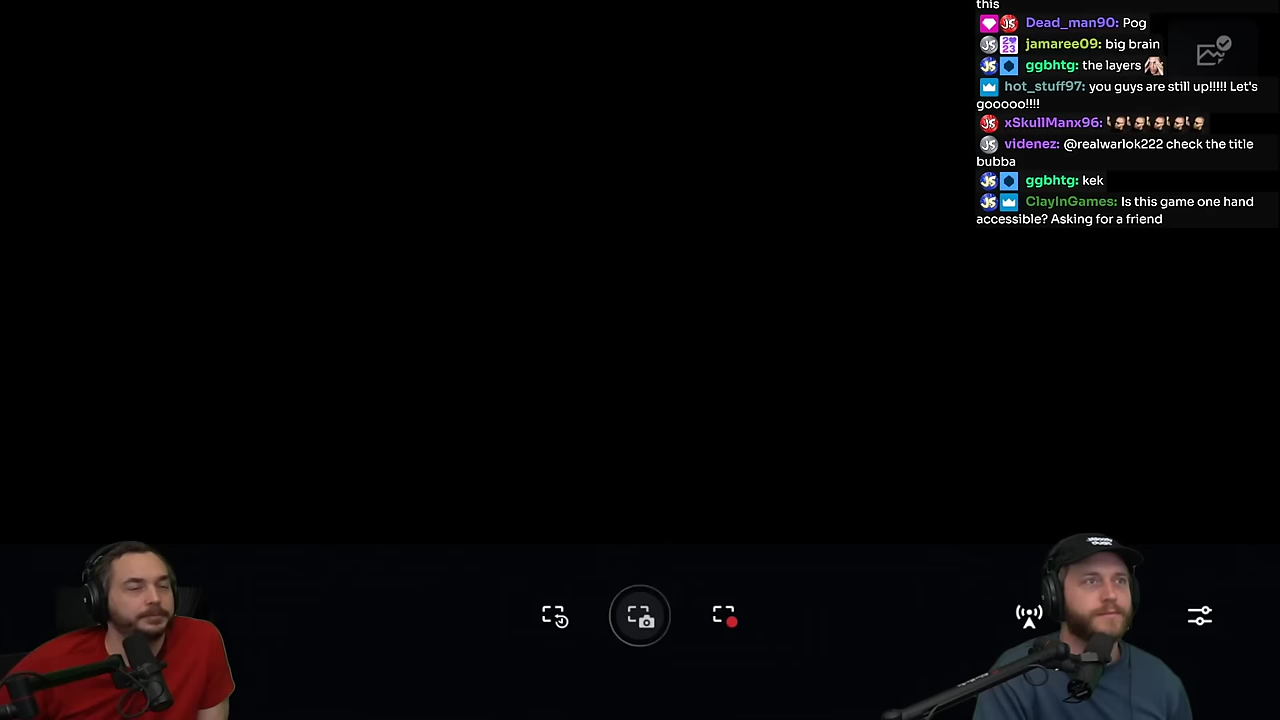 this
Dead_man90: Pog
jamaree09: big brain
ggbhtg: the layers
hot_stuff97: you guys are still up!!!!! Let's
gooooo!!!!
xSkullManx96:
videnez: @realwarlok222 check the title
bubba
ggbhtg: kek
ClayInGames: Is this game one hand
accessible? Asking for a friend